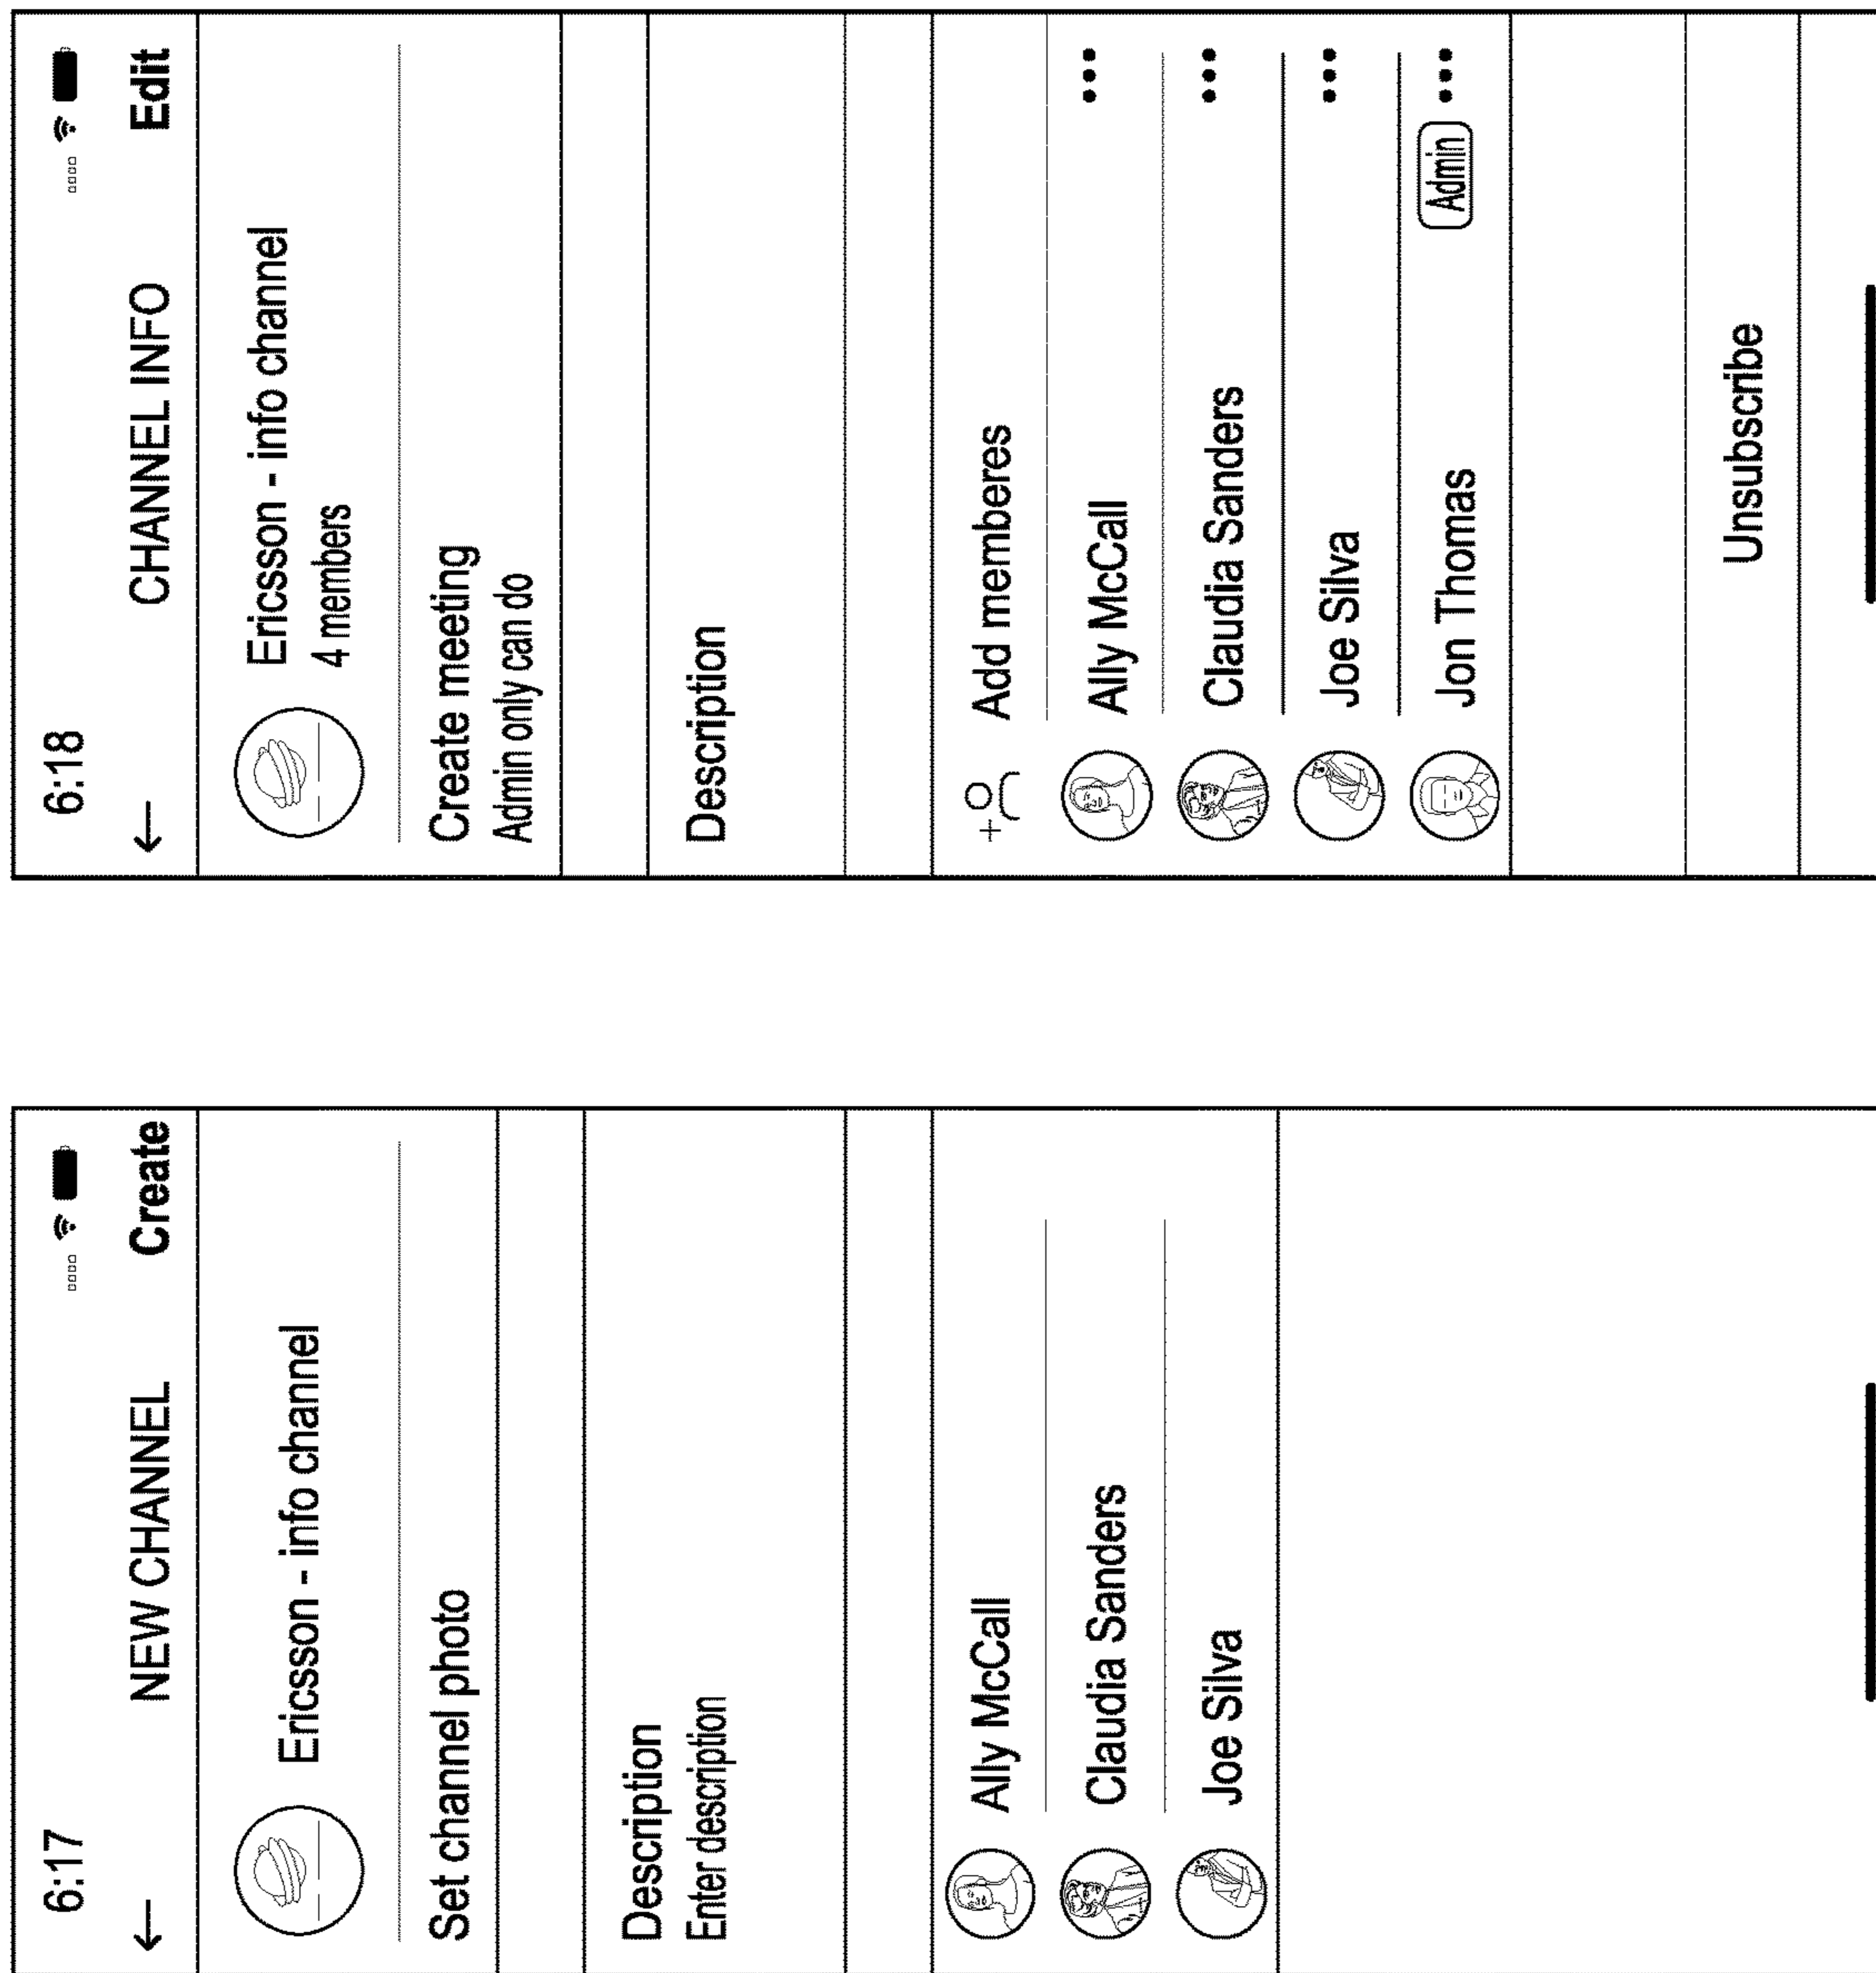 6:17
NEW CHANNEL
Create
Ericsson - info channel
Set channel photo
Description
Enter description
Ally McCall
Claudia Sanders
Joe Silva
6:18
CHANNEL INFO
Edit
Ericsson - info channel
4 members
Create meeting
Admin only can do
Description
Add memberes
Ally McCall
Claudia Sanders
Joe Silva
Jon Thomas
Admin
Unsubscribe